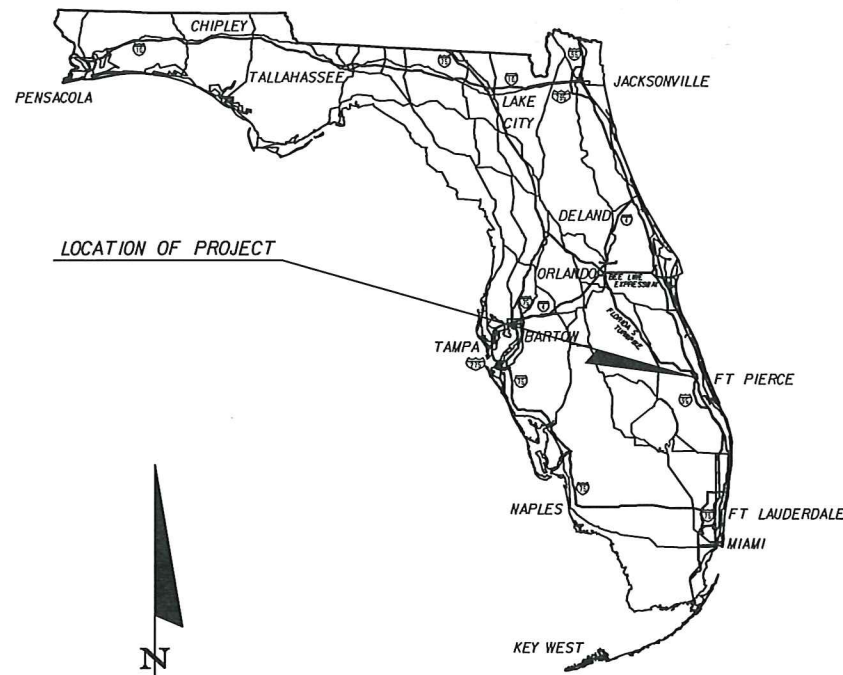 CHIPLEY
TALLAHASSEE
PENSACOLA
JACKSONVILLE
LAKE
CITY
DELAND
LOCATION OF PROJECT
ORLANDO
BEE LINE
EXPRESSWAY
FLORIDA'S
TURNPIKE
TAMPA
BARTOW
FT PIERCE
NAPLES
FT LAUDERDALE
MIAMI
KEY WEST
N